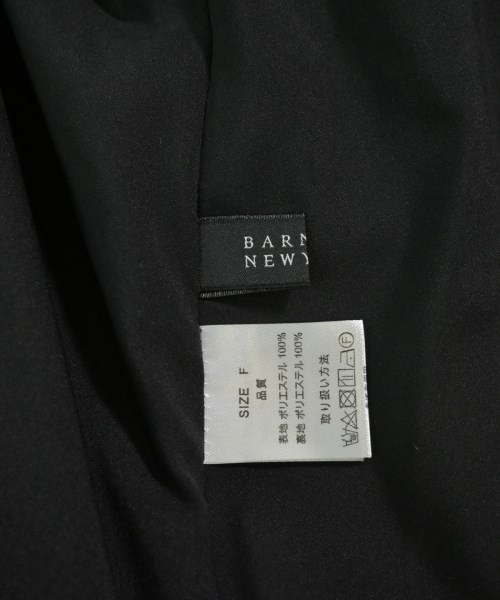 BARN
NEW Y
SIZE F
品質
表地 ポリエステル 100%
裏地 ポリエステル 100%
取り扱い方法